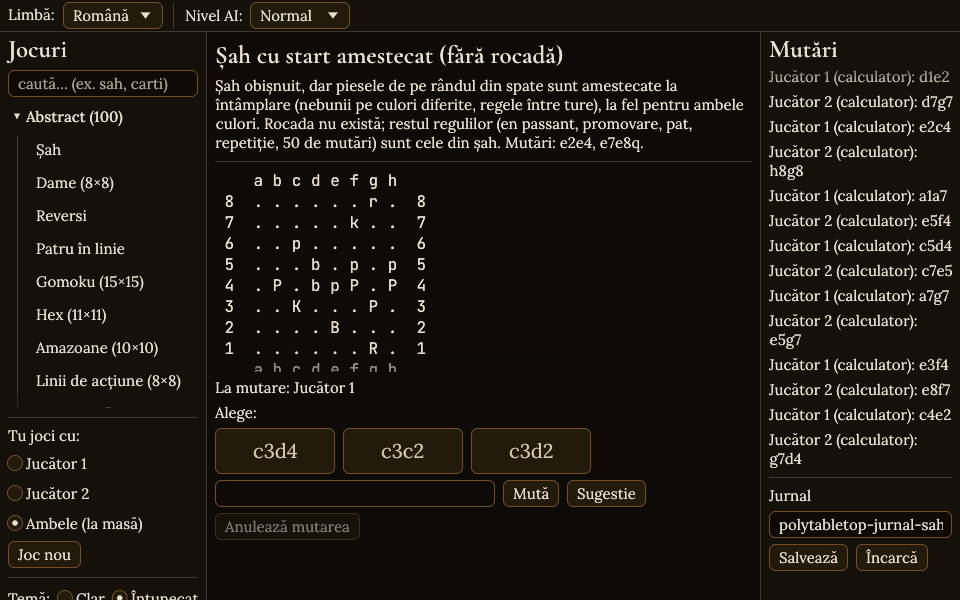 Limbă: Română ▼ Nivel AI: Normal ▼
Jocuri
caută... (ex. sah, carti)
▾ Abstract (100)
Șah
Dame (8×8)
Reversi
Patru în linie
Gomoku (15×15)
Hex (11×11)
Amazoane (10×10)
Linii de acțiune (8×8)
Tu joci cu:
Jucător 1
Jucător 2
Ambele (la masă)
Joc nou
Temă: Clar Întunecat
Șah cu start amestecat (fără rocadă)
Șah obișnuit, dar piesele de pe rândul din spate sunt amestecate la
întâmplare (nebunii pe culori diferite, regele între ture), la fel pentru ambele
culori. Rocada nu există; restul regulilor (en passant, promovare, pat,
repetiție, 50 de mutări) sunt cele din șah. Mutări: e2e4, e7e8q.
a b c d e f g h
8 . . . . . . r . 8
7 . . . . . k . . 7
6 . . p . . . . . 6
5 . . . b . p . p 5
4 . P . b p P . P 4
3 . . K . . . P . 3
2 . . . . B . . . 2
1 . . . . . . R . 1
a b c d e f g h
La mutare: Jucător 1
Alege:
c3d4 c3c2 c3d2
Mută Sugestie
Anulează mutarea
Mutări
Jucător 1 (calculator): d1e2
Jucător 2 (calculator): d7g7
Jucător 1 (calculator): e2c4
Jucător 2 (calculator):
h8g8
Jucător 1 (calculator): a1a7
Jucător 2 (calculator): e5f4
Jucător 1 (calculator): c5d4
Jucător 2 (calculator): c7e5
Jucător 1 (calculator): a7g7
Jucător 2 (calculator):
e5g7
Jucător 1 (calculator): e3f4
Jucător 2 (calculator): e8f7
Jucător 1 (calculator): c4e2
Jucător 2 (calculator):
g7d4
Jurnal
polytabletop-jurnal-sah
Salvează Încarcă